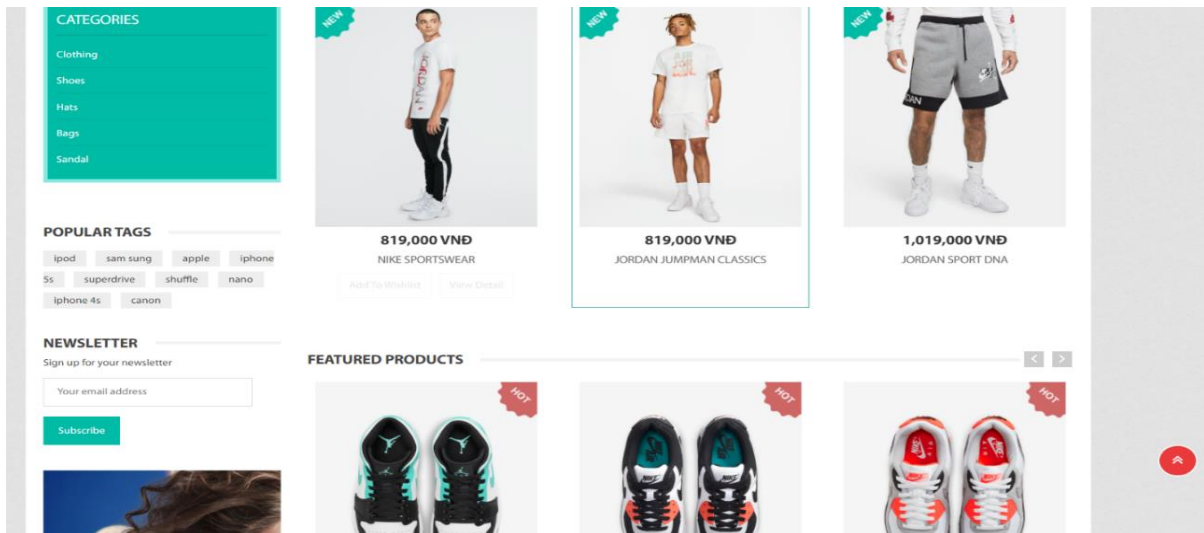 CATEGORIES
Clothing
Shoes
Hats
Bags
Sandal
POPULAR TAGS
ipod sam sung apple iphone
5s superdrive shuffle nano
iphone 4s canon
NEWSLETTER
Sign up for your newsletter
Your email address
Subscribe
NEW
NEW
NEW
JORDAN
819,000 VNĐ
NIKE SPORTSWEAR
Add To Wishlist View Detail
819,000 VNĐ
JORDAN JUMPMAN CLASSICS
1,019,000 VNĐ
JORDAN SPORT DNA
FEATURED PRODUCTS
HOT
HOT
HOT